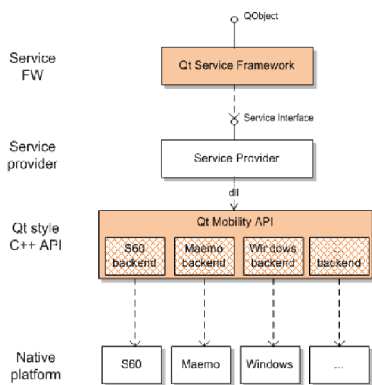 QObject
Service
FW
Qt Service Framework
Service Interface
Service
provider
Service Provider
dll
Qt style
C++ API
Qt Mobility API
S60
backend
Maemo
backend
Windows
backend
...
backend
Native
platform
S60
Maemo
Windows
...